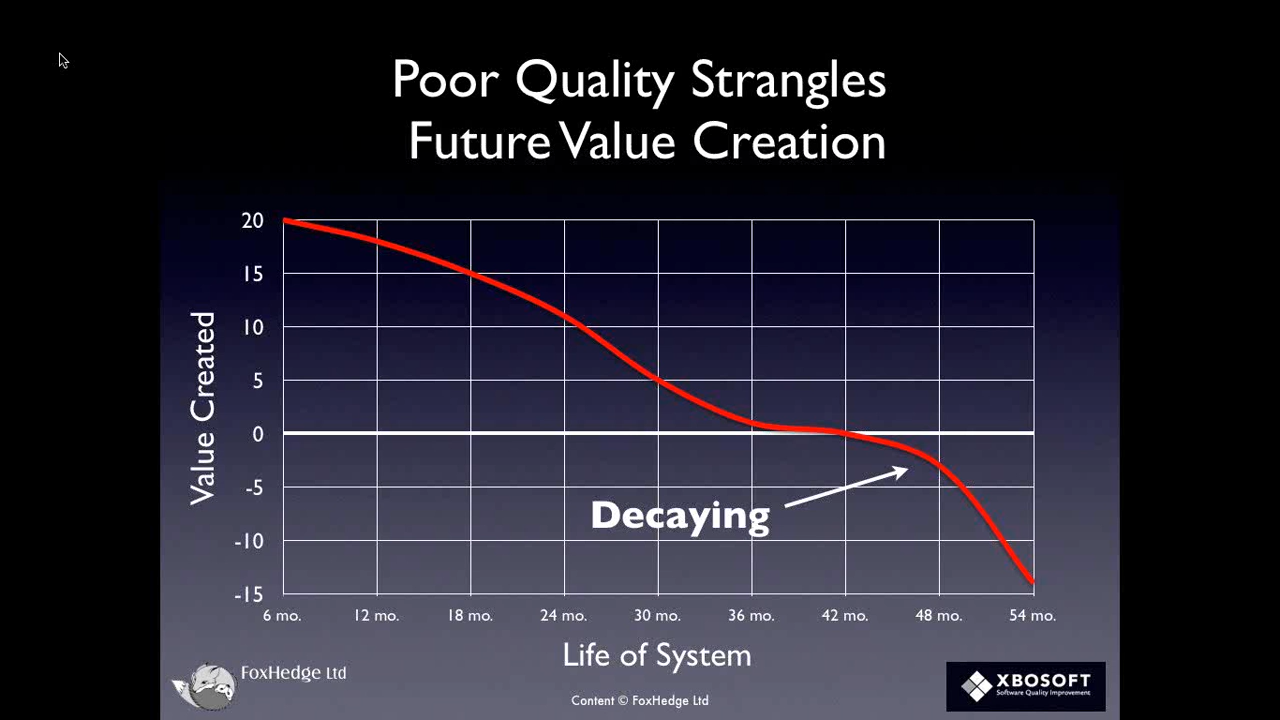 Poor Quality Strangles
Future Value Creation
20
15
10
5
0
-5
-10
-15
Value Created
Decaying
6 mo.
12 mo.
18 mo.
24 mo.
30 mo.
36 mo.
42 mo.
48 mo.
54 mo.
Life of System
FoxHedge Ltd
Content © FoxHedge Ltd
XBOSOFT
Software Quality Improvement